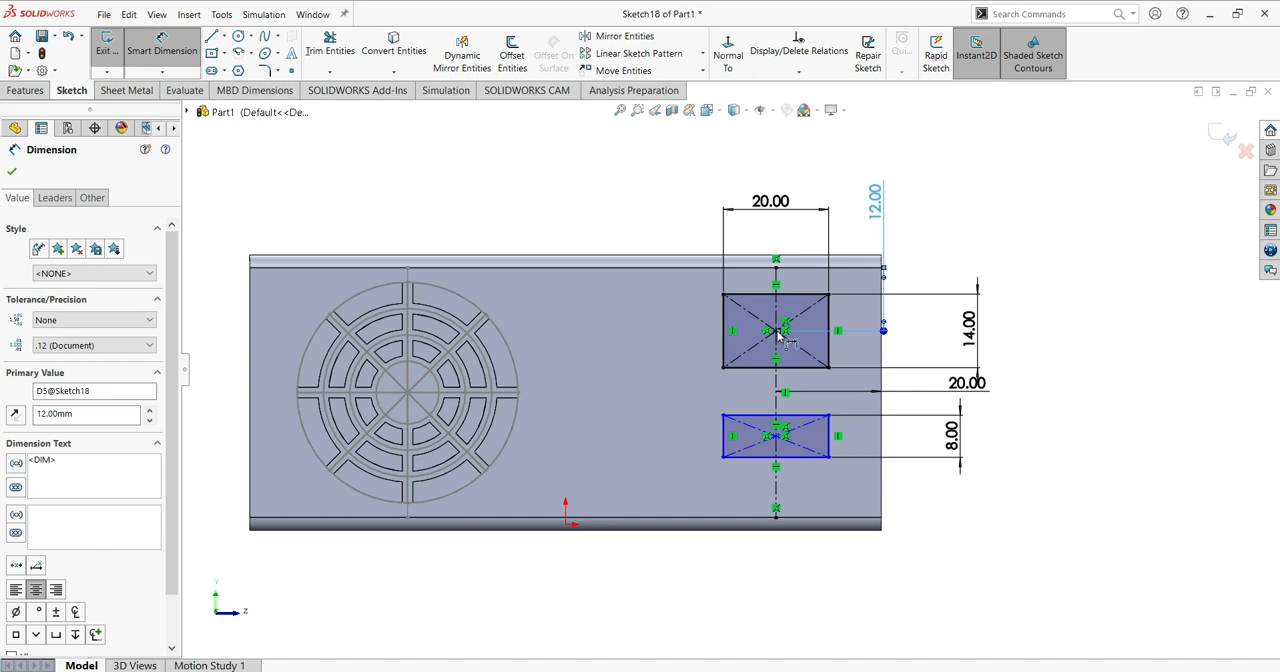 SOLIDWORKS
File Edit View Insert Tools Simulation Window
Sketch18 of Part1 *
Search Commands
Exit ...
Smart Dimension
Trim Entities
Convert Entities
Dynamic Mirror Entities
Offset Entities
Offset On Surface
Mirror Entities
Linear Sketch Pattern
Move Entities
Normal To
Display/Delete Relations
Repair Sketch
Qui...
Rapid Sketch
Instant2D
Shaded Sketch Contours
Features Sketch Sheet Metal Evaluate MBD Dimensions SOLIDWORKS Add-Ins Simulation SOLIDWORKS CAM Analysis Preparation
Part1 (Default<<De...
Dimension
Value Leaders Other
Style
<NONE>
Tolerance/Precision
None
.12 (Document)
Primary Value
D5@Sketch18
12.00mm
Dimension Text
<DIM>
20.00
12.00
14.00
20.00
8.00
Y
Z
Model 3D Views Motion Study 1